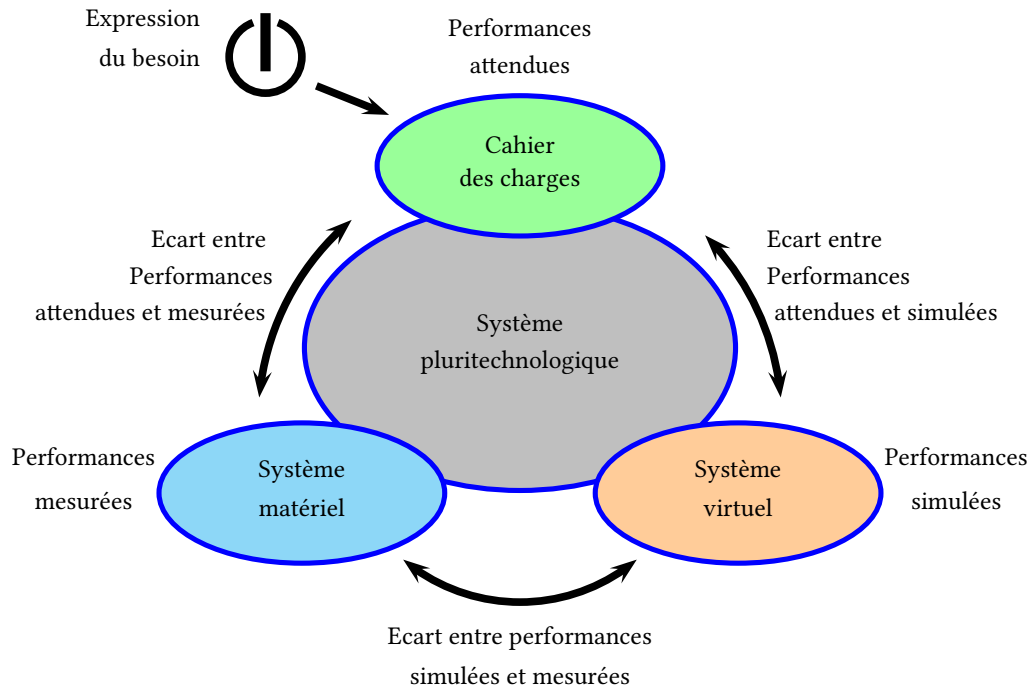 Expression
du besoin
Performances
attendues
Cahier
des charges
Ecart entre
Performances
attendues et mesurées
Ecart entre
Performances
attendues et simulées
Système
pluritechnologique
Performances
mesurées
Système
matériel
Système
virtuel
Performances
simulées
Ecart entre performances
simulées et mesurées